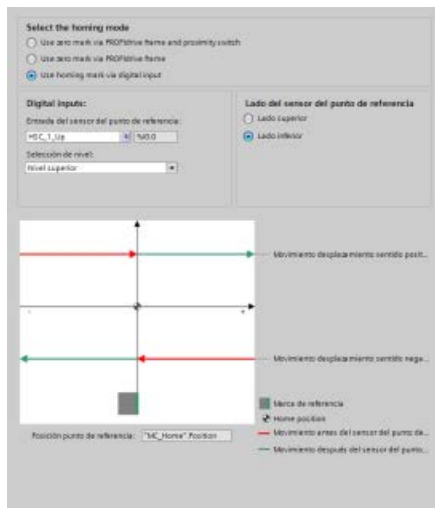 Select the homing mode
Use zero mark via PROFIdrive frame and proximity switch
Use zero mark via PROFIdrive frame
Use homing mark via digital input
Digital inputs:
Entrada del sensor del punto de referencia:
HSC_1_Up
%I0.0
Selección de nivel:
Nivel superior
Lado del sensor del punto de referencia
Lado superior
Lado inferior
Movimiento desplazamiento sentido posit...
- +
Movimiento desplazamiento sentido nega...
Marca de referencia
Home position
Posición punto de referencia: "MC_Home".Position
Movimiento antes del sensor del punto de...
Movimiento después del sensor del punto...